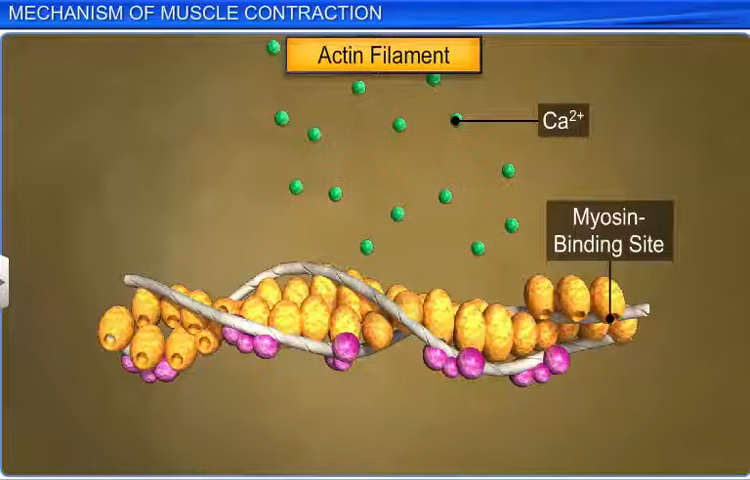 MECHANISM OF MUSCLE CONTRACTION
Actin Filament
Ca²⁺
Myosin-
Binding Site